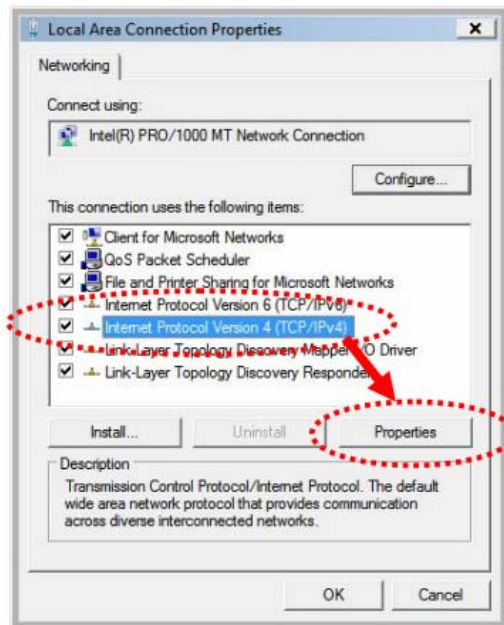 Local Area Connection Properties
Networking
Connect using:
Intel(R) PRO/1000 MT Network Connection
Configure...
This connection uses the following items:
Client for Microsoft Networks
QoS Packet Scheduler
File and Printer Sharing for Microsoft Networks
Internet Protocol Version 6 (TCP/IPv6)
Internet Protocol Version 4 (TCP/IPv4)
Link-Layer Topology Discovery Mapper I/O Driver
Link-Layer Topology Discovery Responder
Install...
Uninstall
Properties
Description
Transmission Control Protocol/Internet Protocol. The default
wide area network protocol that provides communication
across diverse interconnected networks.
OK
Cancel